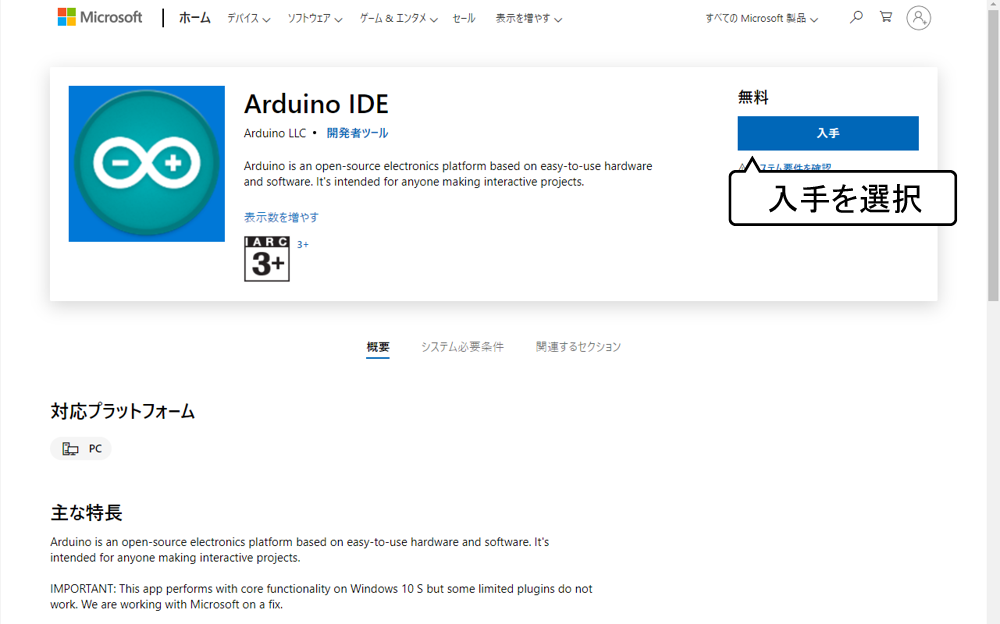 Microsoft ホーム デバイス ソフトウェア ゲーム & エンタメ セール 表示を増やす すべての Microsoft 製品
Arduino IDE
Arduino LLC • 開発者ツール
Arduino is an open-source electronics platform based on easy-to-use hardware
and software. It's intended for anyone making interactive projects.
表示数を増やす
IARC
3+
3+
無料
入手
ステム要件を確認
入手を選択
概要 システム必要条件 関連するセクション
対応プラットフォーム
PC
主な特長
Arduino is an open-source electronics platform based on easy-to-use hardware and software. It's
intended for anyone making interactive projects.
IMPORTANT: This app performs with core functionality on Windows 10 S but some limited plugins do not
work. We are working with Microsoft on a fix.